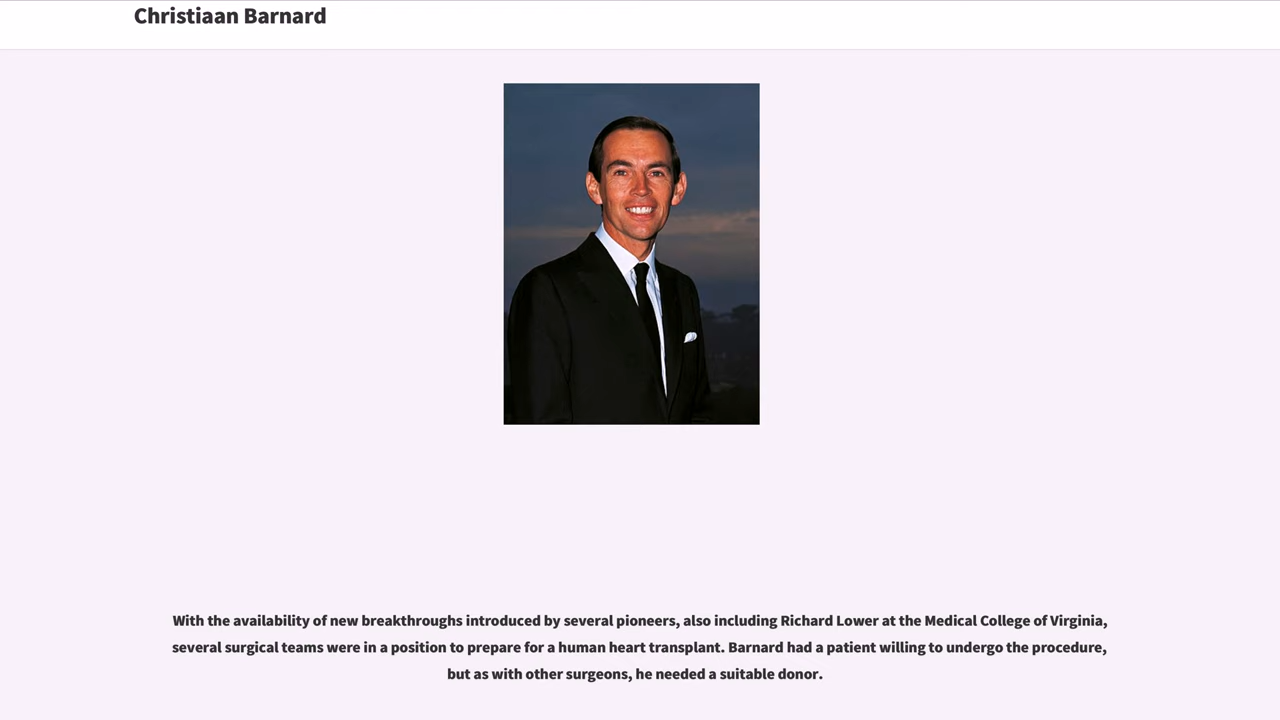 Christiaan Barnard
With the availability of new breakthroughs introduced by several pioneers, also including Richard Lower at the Medical College of Virginia,
several surgical teams were in a position to prepare for a human heart transplant. Barnard had a patient willing to undergo the procedure,
but as with other surgeons, he needed a suitable donor.